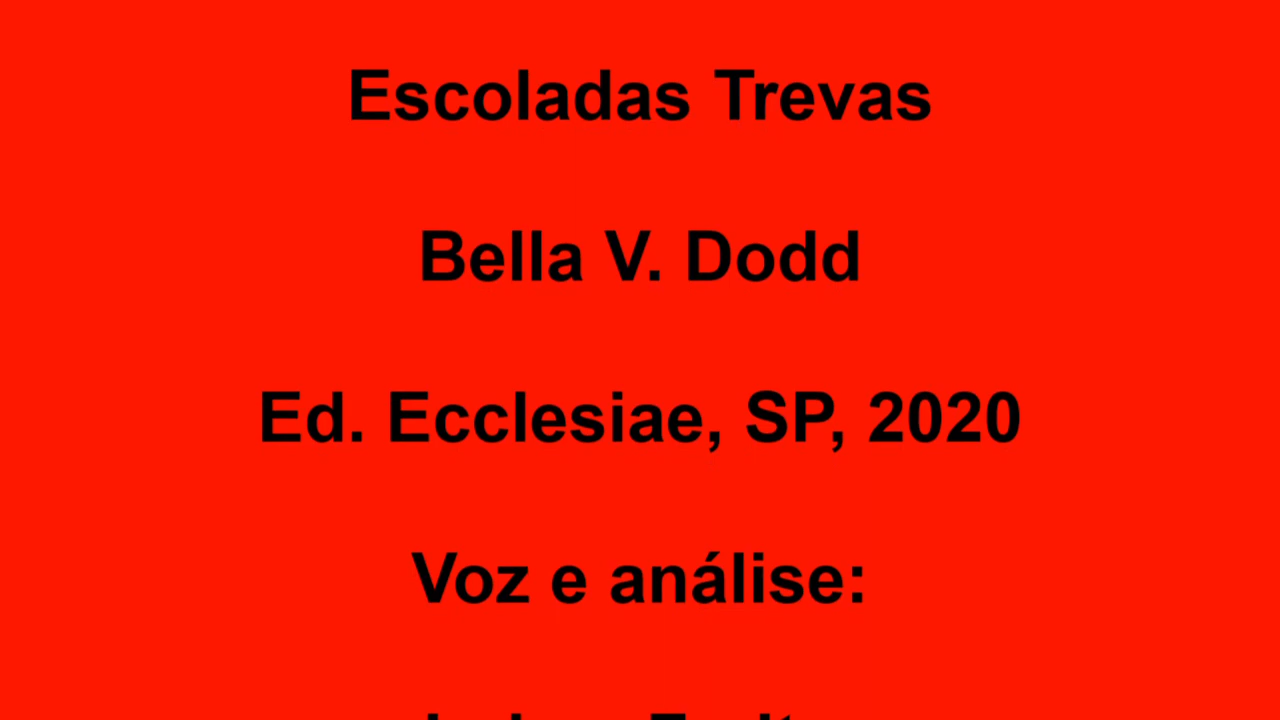 Escoladas Trevas
Bella V. Dodd
Ed. Ecclesiae, SP, 2020
Voz e análise: